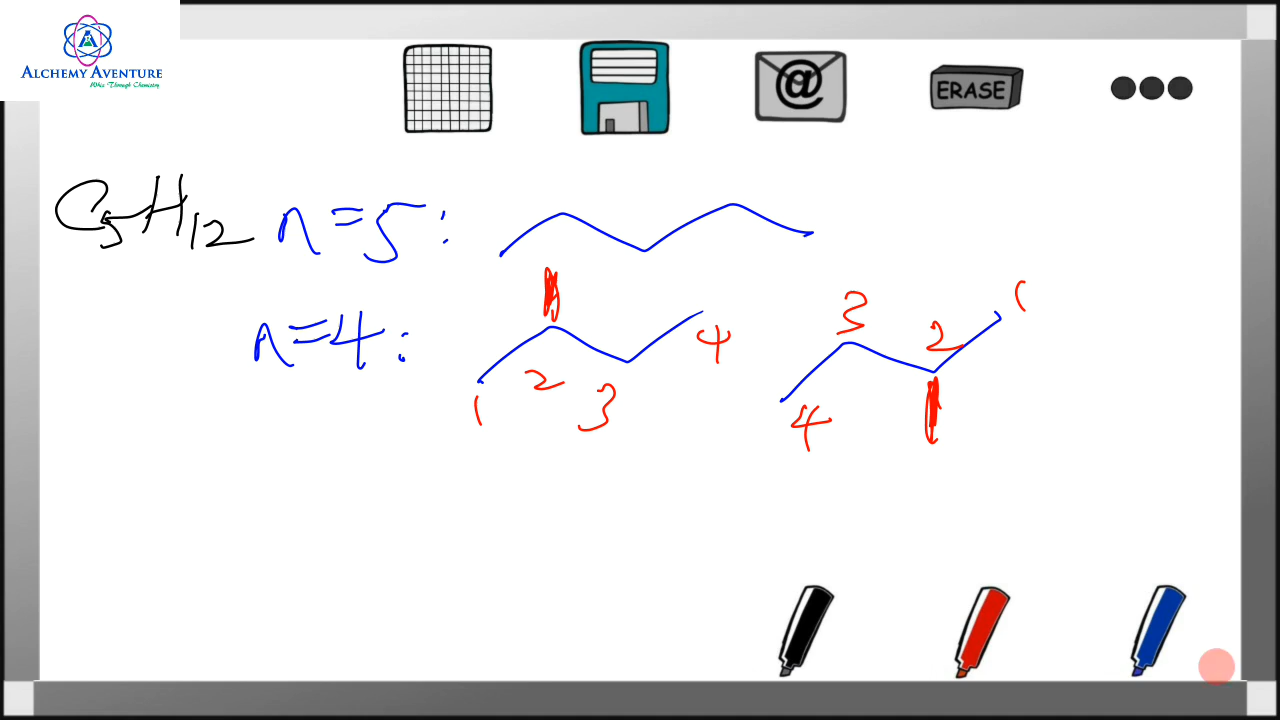 ALCHEMY AVENTURE
@
ERASE
C5H12 n=5:
n=4:
1 2 3 4
4 3 2 1